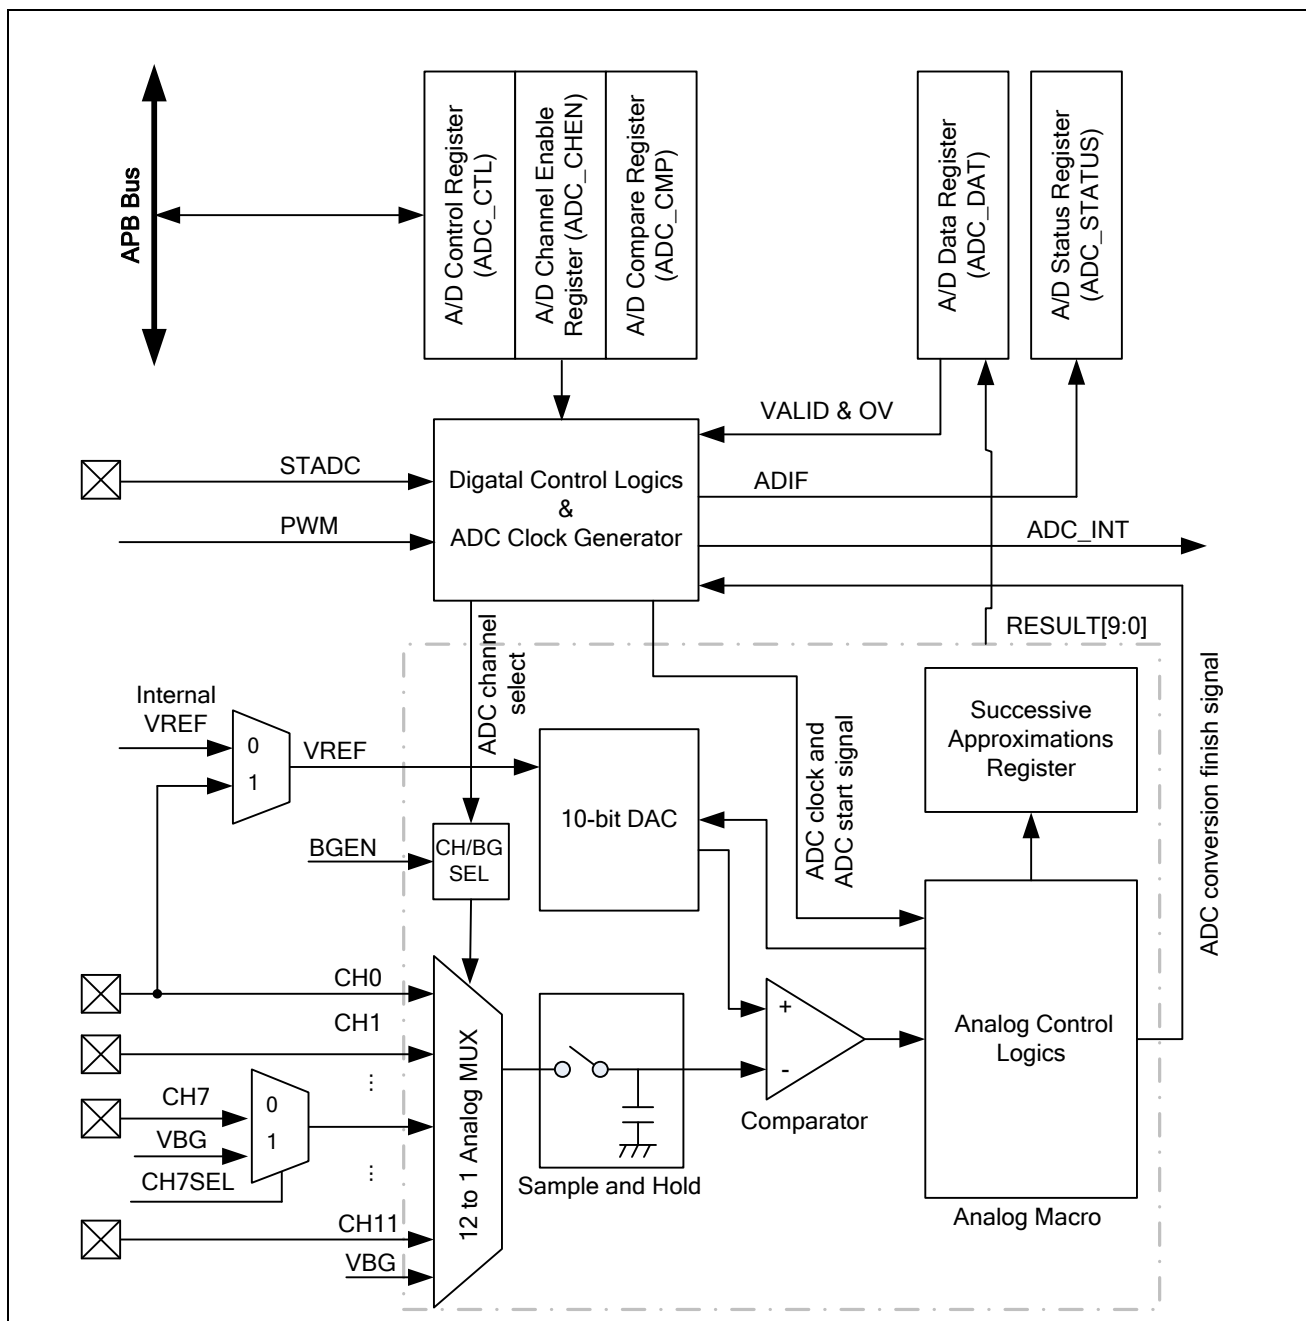 APB Bus
A/D Control Register
(ADC_CTL)
A/D Channel Enable
Register (ADC_CHEN)
A/D Compare Register
(ADC_CMP)
A/D Data Register
(ADC_DAT)
A/D Status Register
(ADC_STATUS)
VALID & OV
STADC
Digatal Control Logics
&
ADC Clock Generator
ADIF
PWM
ADC_INT
RESULT[9:0]
ADC channel
select
Internal
VREF
0
1
VREF
10-bit DAC
ADC clock and
ADC start signal
Successive
Approximations
Register
ADC conversion finish signal
BGEN
CH/BG
SEL
CH0
CH1
...
CH7
VBG
CH7SEL
0
1
...
CH11
VBG
12 to 1 Analog MUX
Sample and Hold
+
-
Comparator
Analog Control
Logics
Analog Macro